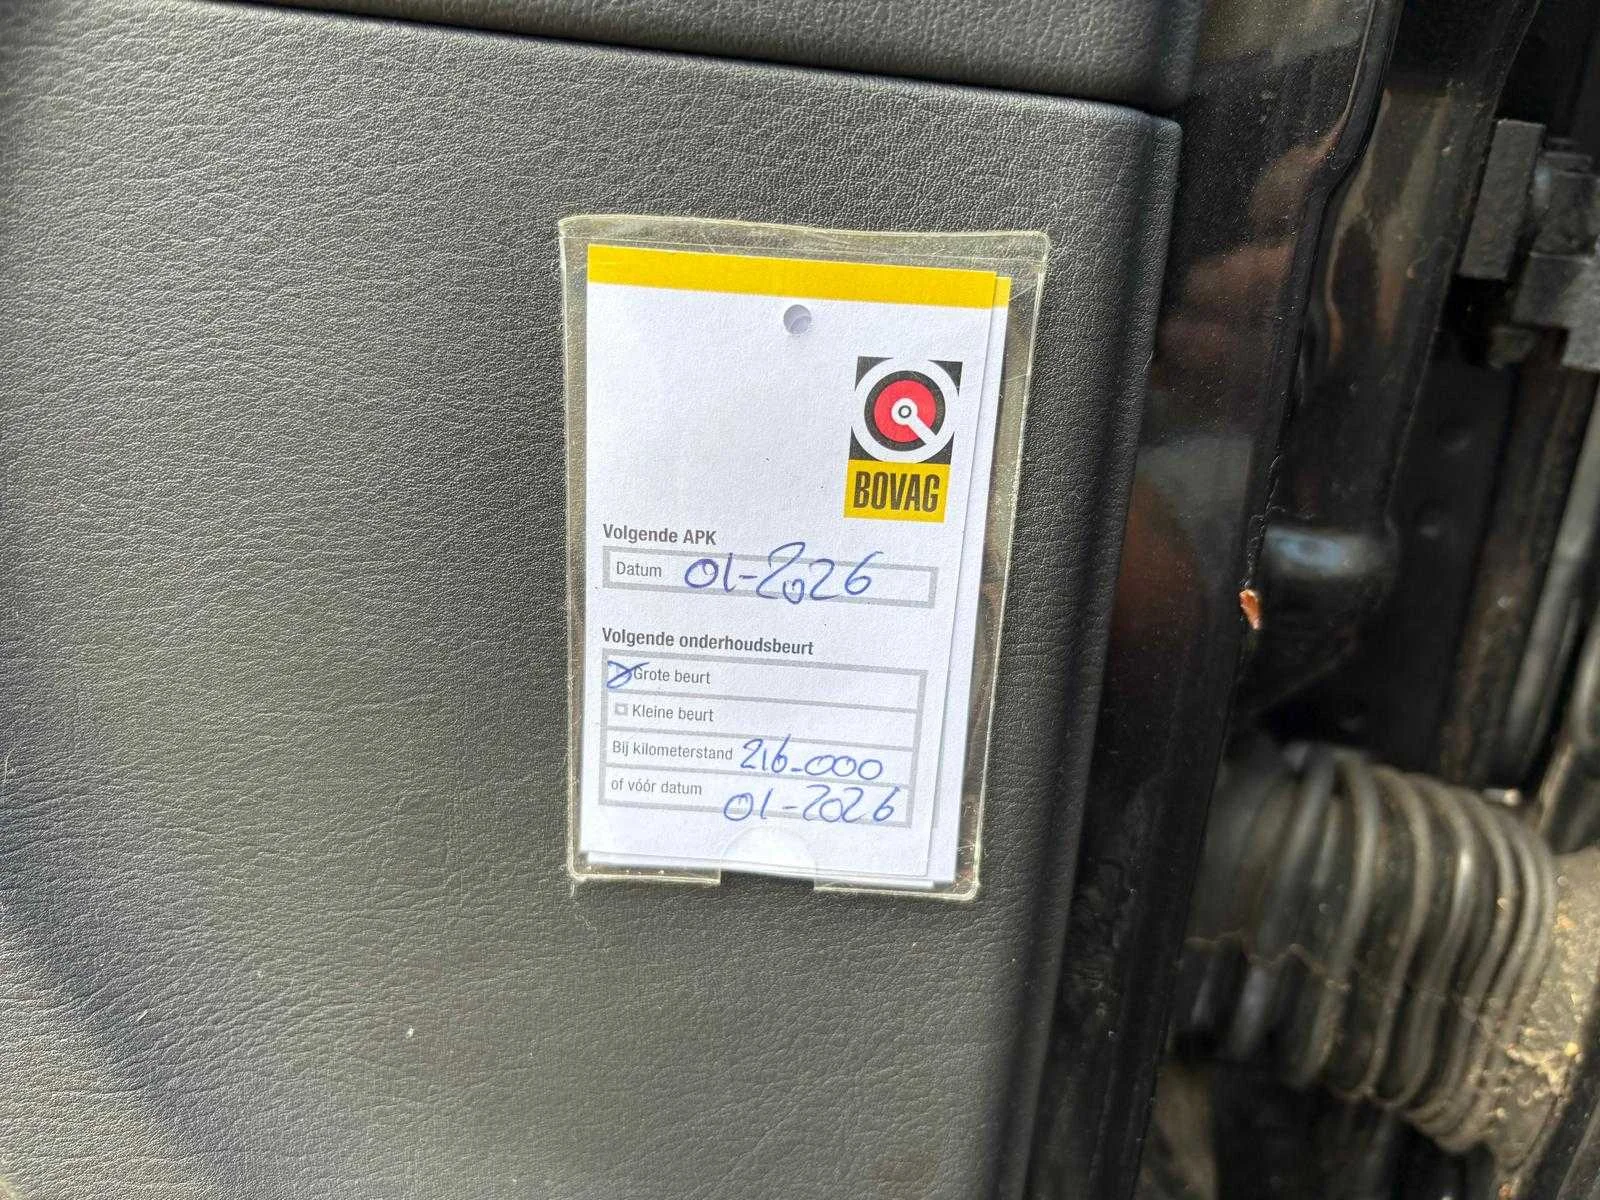 BOVAG
Volgende APK
Datum 01-2026
Volgende onderhoudsbeurt
Grote beurt
Kleine beurt
Bij kilometerstand 216-000
of vóór datum 01-2026